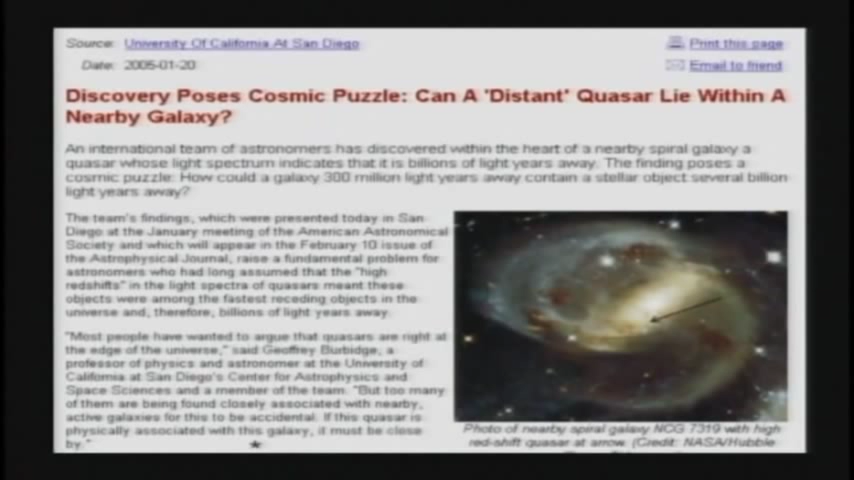 Source: University Of California At San Diego
Print this page
Date: 2005-01-20
Email to friend
Discovery Poses Cosmic Puzzle: Can A 'Distant' Quasar Lie Within A
Nearby Galaxy?
An international team of astronomers has discovered within the heart of a nearby spiral galaxy a
quasar whose light spectrum indicates that it is billions of light years away. The finding poses a
cosmic puzzle: How could a galaxy 300 million light years away contain a stellar object several billion
light years away?
The team's findings, which were presented today in San
Diego at the January meeting of the American Astronomical
Society and which will appear in the February 10 issue of
the Astrophysical Journal, raise a fundamental problem for
astronomers who had long assumed that the "high
redshifts" in the light spectra of quasars meant these
objects were among the fastest receding objects in the
universe and, therefore, billions of light years away.
"Most people have wanted to argue that quasars are right at
the edge of the universe," said Geoffrey Burbidge, a
professor of physics and astronomer at the University of
California at San Diego's Center for Astrophysics and
Space Sciences and a member of the team. "But too many
of them are being found closely associated with nearby,
active galaxies for this to be accidental. If this quasar is
physically associated with this galaxy, it must be close
by."
Photo of nearby spiral galaxy NCG 7319 with high
red-shift quasar at arrow. (Credit: NASA/Hubble